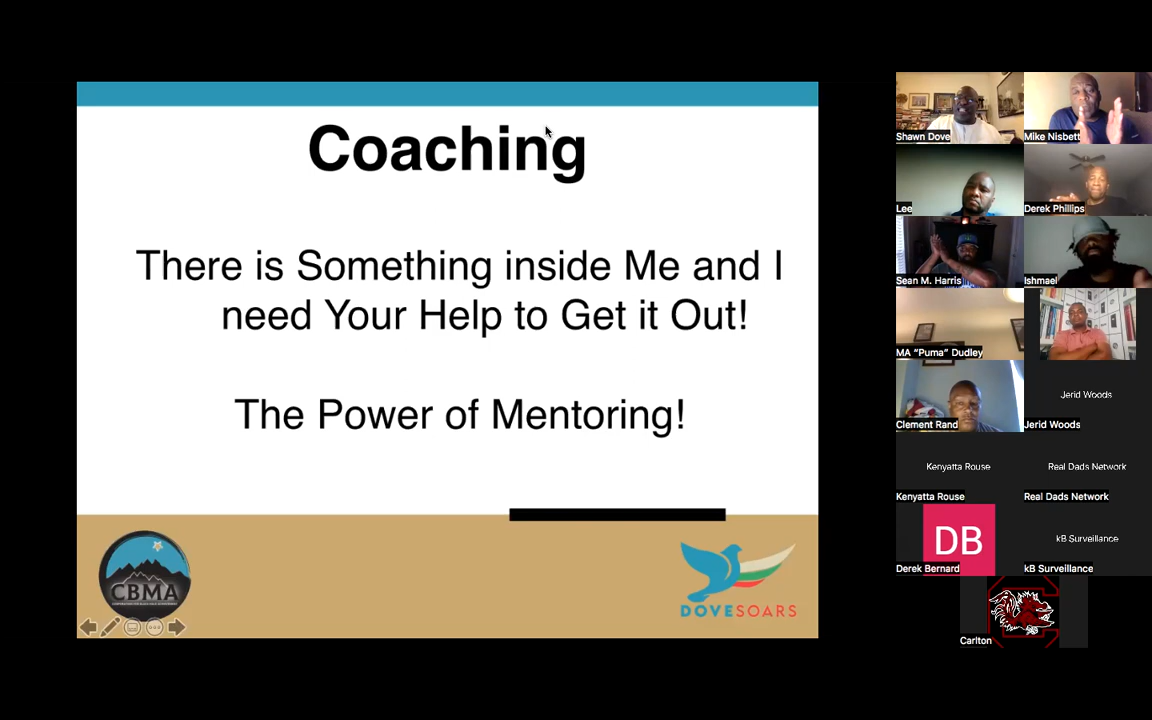 Coaching
There is Something inside Me and I
need Your Help to Get it Out!
The Power of Mentoring!
CBMA
DOVESOARS
Shawn Dove
Mike Nisbett
Lee
Derek Phillips
Sean M. Harris
Ishmael
MA “Puma” Dudley
Clement Rand
Jerid Woods
Jerid Woods
Kenyatta Rouse
Real Dads Network
Kenyatta Rouse
Real Dads Network
DB
kB Surveillance
Derek Bernard
kB Surveillance
Carlton